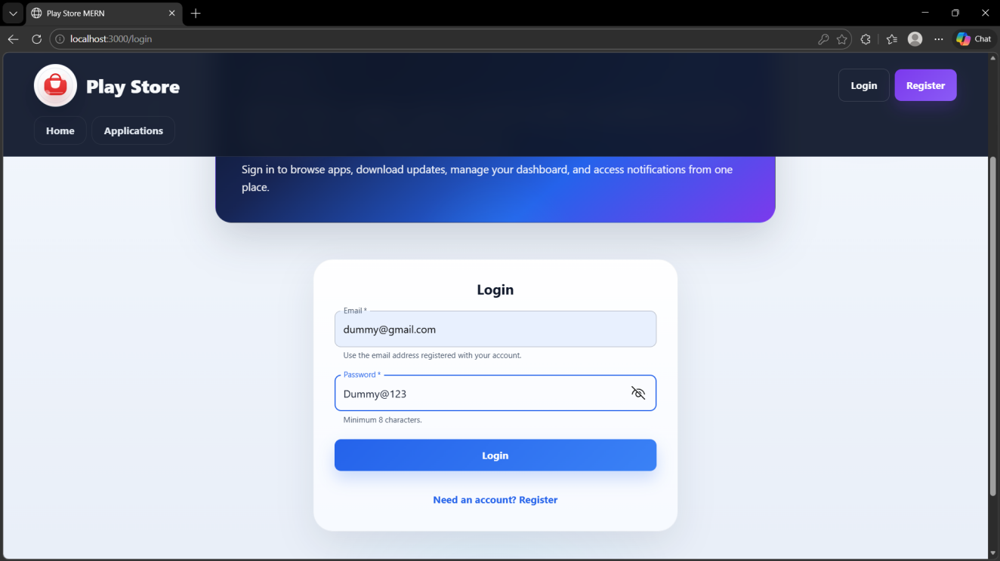 Play Store MERN
localhost:3000/login
Chat
Play Store
Login
Register
Home
Applications
Sign in to browse apps, download updates, manage your dashboard, and access notifications from one
place.
Login
Email *
dummy@gmail.com
Use the email address registered with your account.
Password *
Dummy@123
Minimum 8 characters.
Login
Need an account? Register